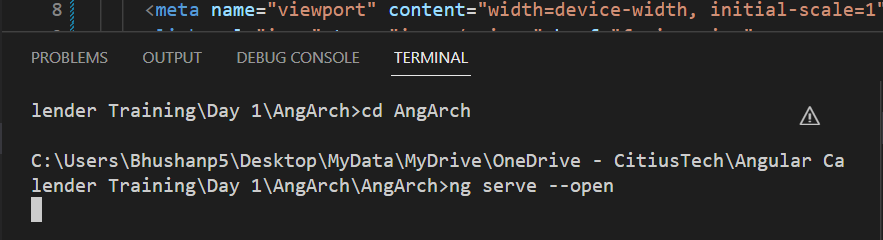 8 <meta name="viewport" content="width=device-width, initial-scale=1"
PROBLEMS OUTPUT DEBUG CONSOLE TERMINAL
lender Training\Day 1\AngArch>cd AngArch
C:\Users\Bhushanp5\Desktop\MyData\MyDrive\OneDrive - CitiusTech\Angular Ca
lender Training\Day 1\AngArch\AngArch>ng serve --open